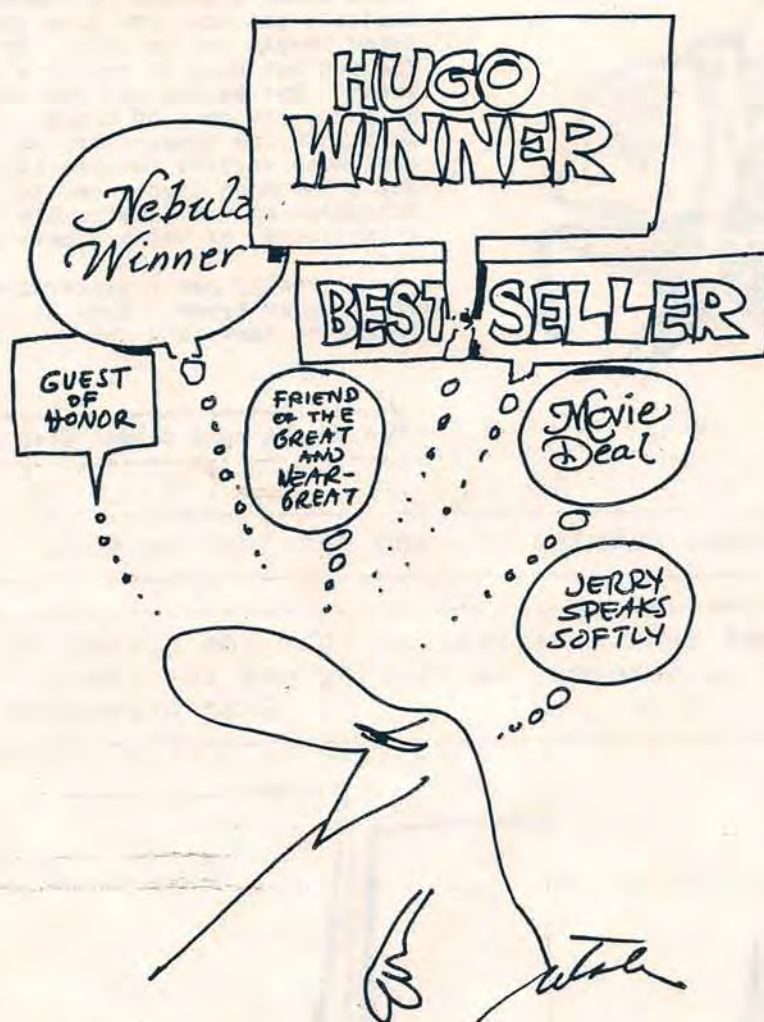 HUGO
WINNER
Nebula
Winner
BEST SELLER
GUEST
OF
HONOR
FRIEND
OF THE
GREAT
AND
NEAR-
GREAT
Movie
Deal
JERRY
SPEAKS
SOFTLY